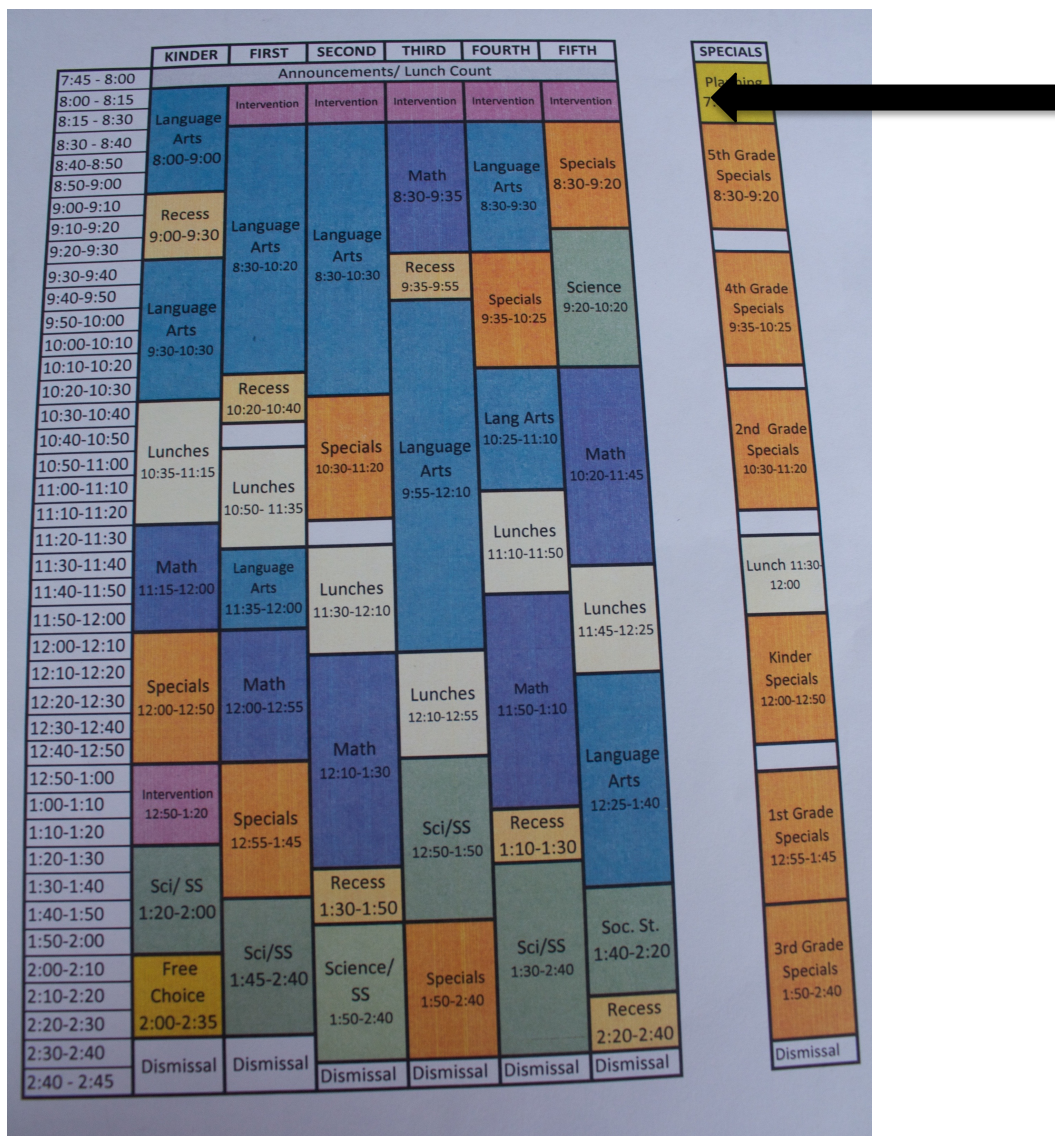 KINDER FIRST SECOND THIRD FOURTH FIFTH SPECIALS
7:45 - 8:00
8:00 - 8:15
8:15 - 8:30
8:30 - 8:40
8:40-8:50
8:50-9:00
9:00-9:10
9:10-9:20
9:20-9:30
9:30-9:40
9:40-9:50
9:50-10:00
10:00-10:10
10:10-10:20
10:20-10:30
10:30-10:40
10:40-10:50
10:50-11:00
11:00-11:10
11:10-11:20
11:20-11:30
11:30-11:40
11:40-11:50
11:50-12:00
12:00-12:10
12:10-12:20
12:20-12:30
12:30-12:40
12:40-12:50
12:50-1:00
1:00-1:10
1:10-1:20
1:20-1:30
1:30-1:40
1:40-1:50
1:50-2:00
2:00-2:10
2:10-2:20
2:20-2:30
2:30-2:40
2:40 - 2:45
Announcements/ Lunch Count
Language
Arts
8:00-9:00
Recess
9:00-9:30
Language
Arts
9:30-10:30
Lunches
10:35-11:15
Math
11:15-12:00
Specials
12:00-12:50
Intervention
12:50-1:20
Sci/ SS
1:20-2:00
Free
Choice
2:00-2:35
Dismissal
Intervention
Language
Arts
8:30-10:20
Recess
10:20-10:40
Lunches
10:50- 11:35
Language
Arts
11:35-12:00
Math
12:00-12:55
Specials
12:55-1:45
Sci/SS
1:45-2:40
Dismissal
Intervention
Language
Arts
8:30-10:30
Specials
10:30-11:20
Lunches
11:30-12:10
Math
12:10-1:30
Recess
1:30-1:50
Science/
SS
1:50-2:40
Dismissal
Intervention
Math
8:30-9:35
Recess
9:35-9:55
Language
Arts
9:55-12:10
Lunches
12:10-12:55
Sci/SS
12:50-1:50
Specials
1:50-2:40
Dismissal
Intervention
Language
Arts
8:30-9:30
Specials
9:35-10:25
Lang Arts
10:25-11:10
Lunches
11:10-11:50
Math
11:50-1:10
Recess
1:10-1:30
Sci/SS
1:30-2:40
Dismissal
Intervention
Specials
8:30-9:20
Science
9:20-10:20
Math
10:20-11:45
Lunches
11:45-12:25
Language
Arts
12:25-1:40
Soc. St.
1:40-2:20
Recess
2:20-2:40
Dismissal
Planning
5th Grade
Specials
8:30-9:20
4th Grade
Specials
9:35-10:25
2nd Grade
Specials
10:30-11:20
Lunch 11:30-
12:00
Kinder
Specials
12:00-12:50
1st Grade
Specials
12:55-1:45
3rd Grade
Specials
1:50-2:40
Dismissal